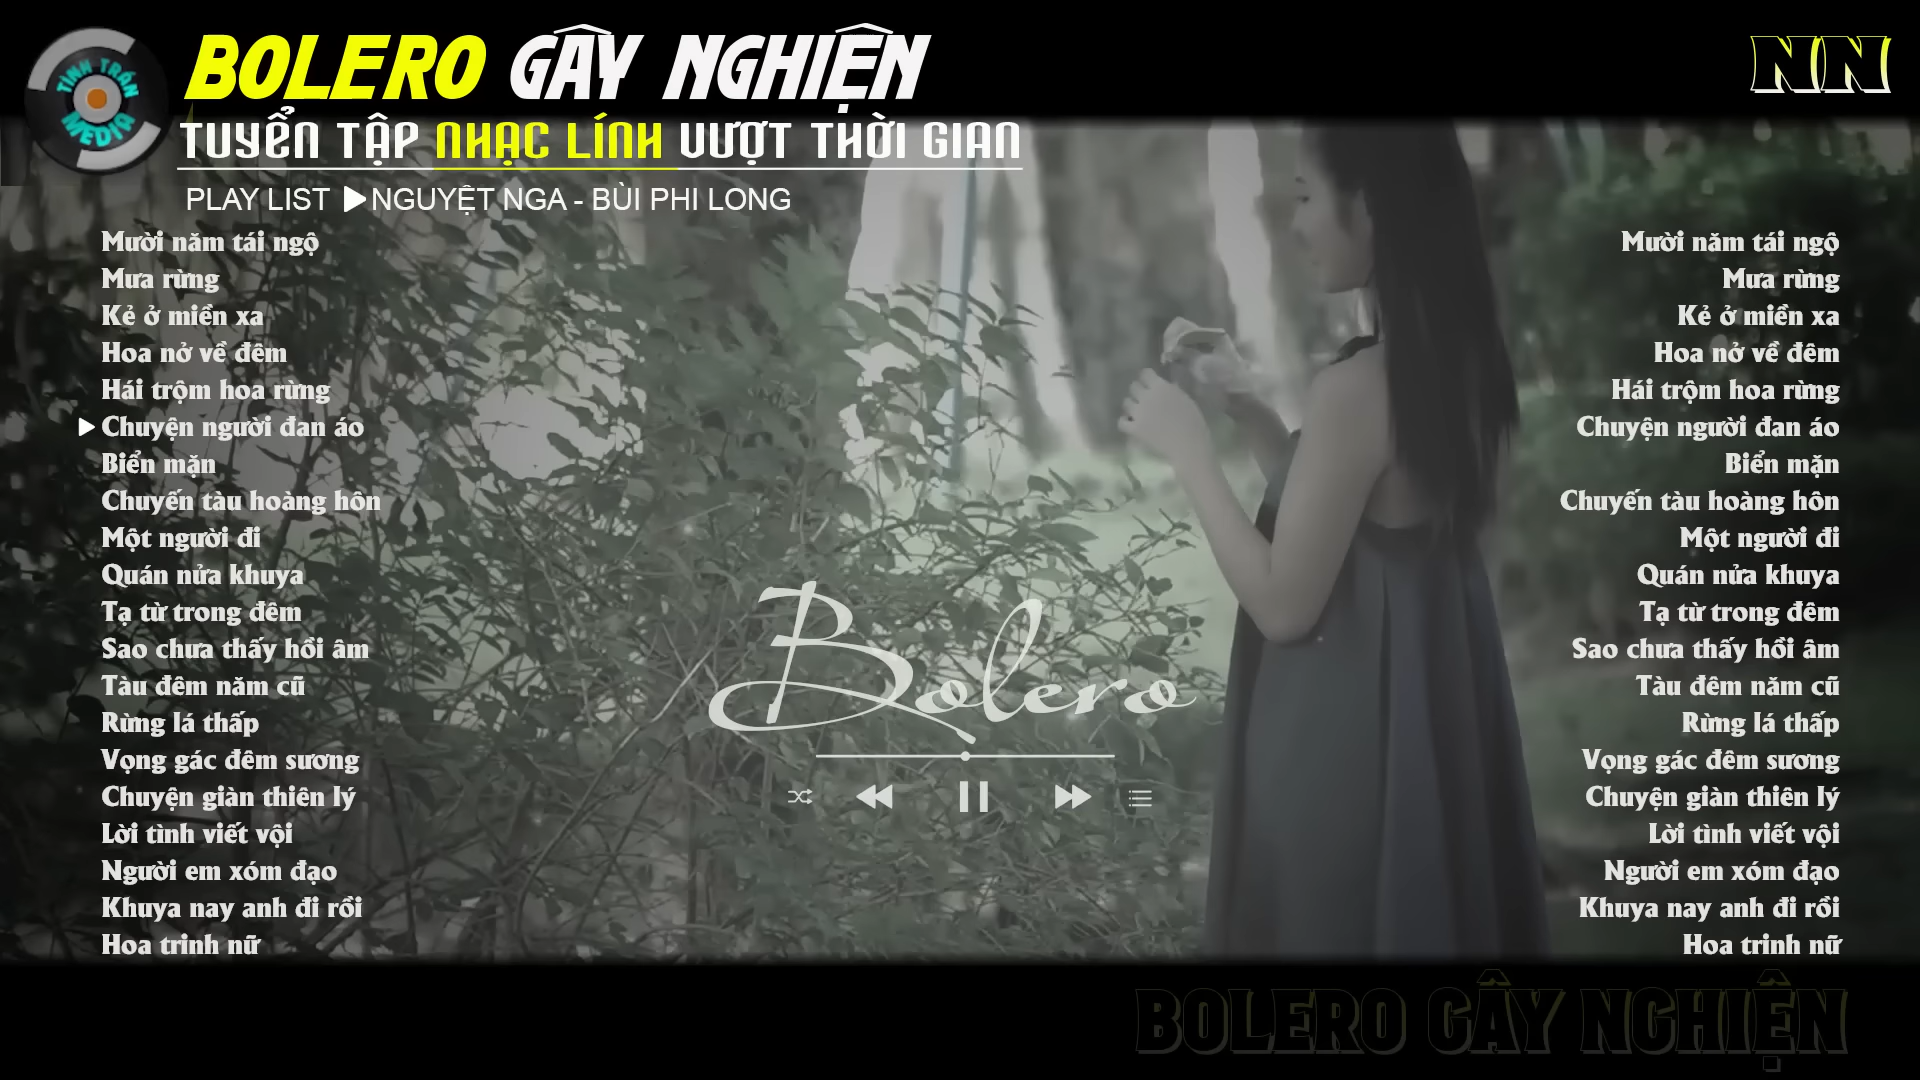 TÌNH TRẦN
MEDIA
BOLERO GÂY NGHIỆN
NN
TUYỂN TẬP NHẠC LÍNH VƯỢT THỜI GIAN
PLAY LIST ▶NGUYỆT NGA - BÙI PHI LONG
Mười năm tái ngộ
Mưa rừng
Kẻ ở miền xa
Hoa nở về đêm
Hái trộm hoa rừng
Chuyện người đan áo
Biển mặn
Chuyến tàu hoàng hôn
Một người đi
Quán nửa khuya
Tạ từ trong đêm
Sao chưa thấy hồi âm
Tàu đêm năm cũ
Rừng lá thấp
Vọng gác đêm sương
Chuyện giàn thiên lý
Lời tình viết vội
Người em xóm đạo
Khuya nay anh đi rồi
Hoa trinh nữ
Bolero
Mười năm tái ngộ
Mưa rừng
Kẻ ở miền xa
Hoa nở về đêm
Hái trộm hoa rừng
Chuyện người đan áo
Biển mặn
Chuyến tàu hoàng hôn
Một người đi
Quán nửa khuya
Tạ từ trong đêm
Sao chưa thấy hồi âm
Tàu đêm năm cũ
Rừng lá thấp
Vọng gác đêm sương
Chuyện giàn thiên lý
Lời tình viết vội
Người em xóm đạo
Khuya nay anh đi rồi
Hoa trinh nữ
BOLERO GÂY NGHIỆN